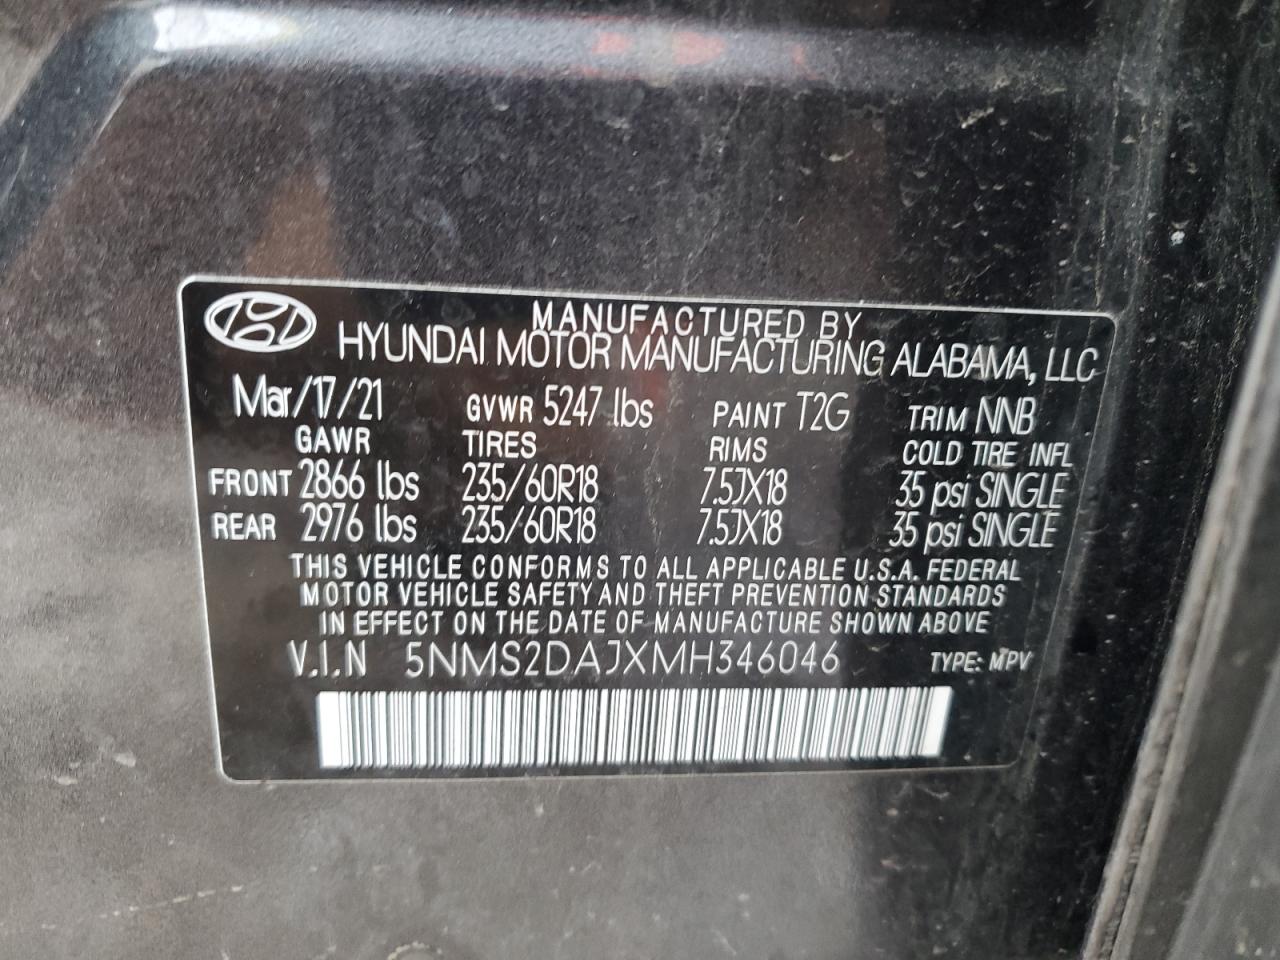 MANUFACTURED BY
HYUNDAI MOTOR MANUFACTURING ALABAMA, LLC
Mar/17/21 GVWR 5247 lbs PAINT T2G TRIM NNB
GAWR TIRES RIMS COLD TIRE INFL
FRONT 2866 lbs 235/60R18 7.5JX18 35 psi SINGLE
REAR 2976 lbs 235/60R18 7.5JX18 35 psi SINGLE
THIS VEHICLE CONFORMS TO ALL APPLICABLE U.S.A. FEDERAL
MOTOR VEHICLE SAFETY AND THEFT PREVENTION STANDARDS
IN EFFECT ON THE DATE OF MANUFACTURE SHOWN ABOVE
V.I.N 5NMS2DAJXMH346046 TYPE: MPV